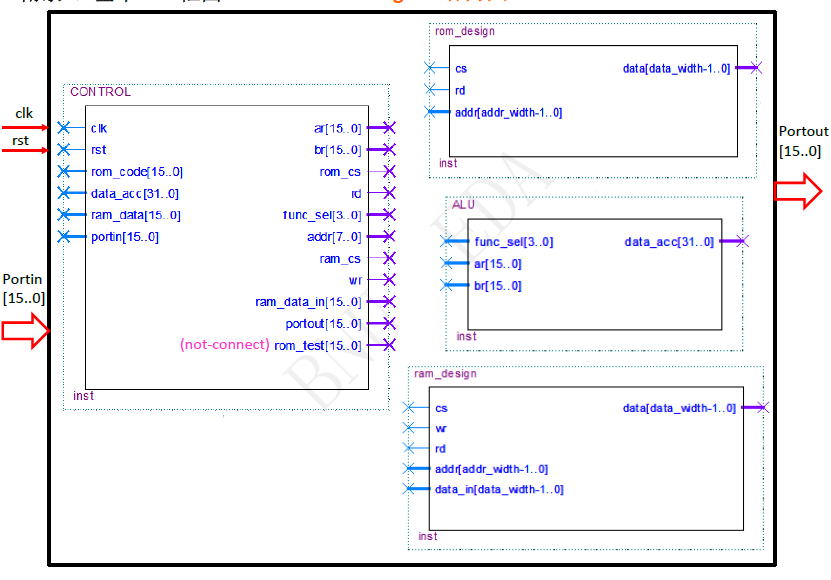 clk
rst
Portin
[15..0]
CONTROL
clk
rst
rom_code[15..0]
data_acc[31..0]
ram_data[15..0]
portin[15..0]
ar[15..0]
br[15..0]
rom_cs
rd
func_sel[3..0]
addr[7..0]
ram_cs
wr
ram_data_in[15..0]
portout[15..0]
(not-connect) rom_test[15..0]
inst
rom_design
cs
rd
addr[addr_width-1..0]
data[data_width-1..0]
inst
ALU
func_sel[3..0]
ar[15..0]
br[15..0]
data_acc[31..0]
inst
ram_design
cs
wr
rd
addr[addr_width-1..0]
data_in[data_width-1..0]
data[data_width-1..0]
inst
Portout
[15..0]
EDA